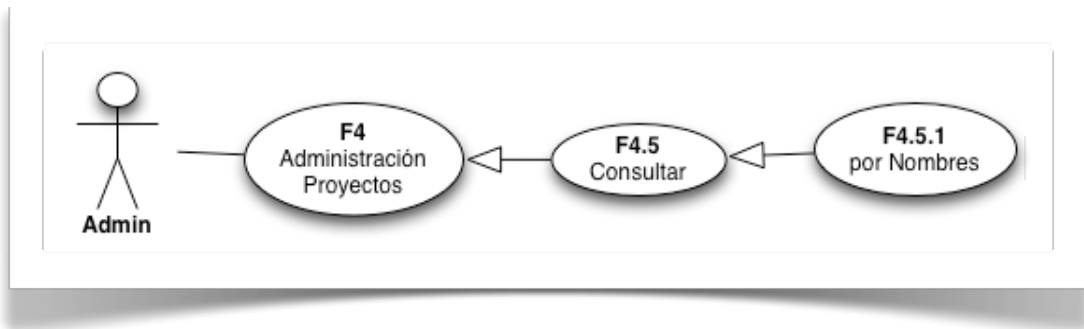 Admin
F4
Administración
Proyectos
F4.5
Consultar
F4.5.1
por Nombres